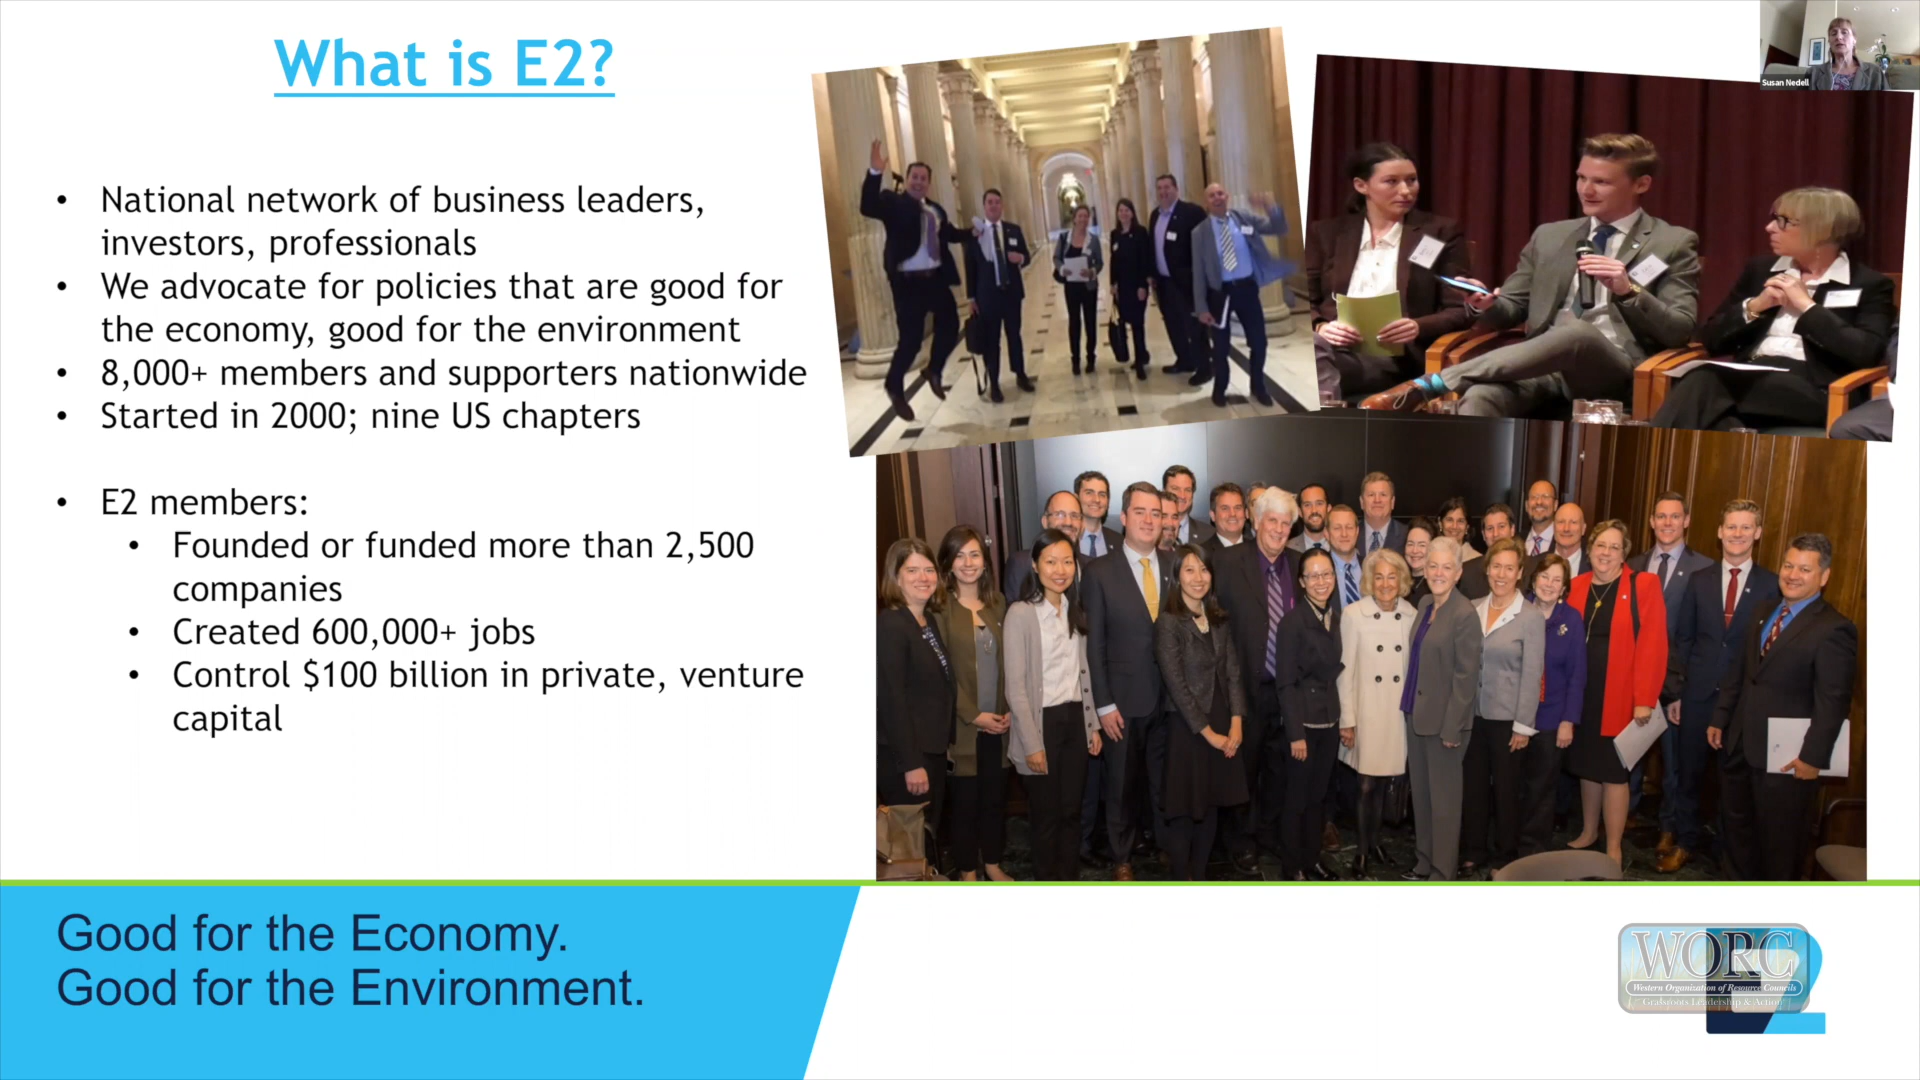 What is E2?
• National network of business leaders,
investors, professionals
• We advocate for policies that are good for
the economy, good for the environment
• 8,000+ members and supporters nationwide
• Started in 2000; nine US chapters
• E2 members:
• Founded or funded more than 2,500
companies
• Created 600,000+ jobs
• Control $100 billion in private, venture
capital
Susan Nedell
Good for the Economy.
Good for the Environment.
WORC
Western Organization of Resource Councils
Grassroots Leadership & Action